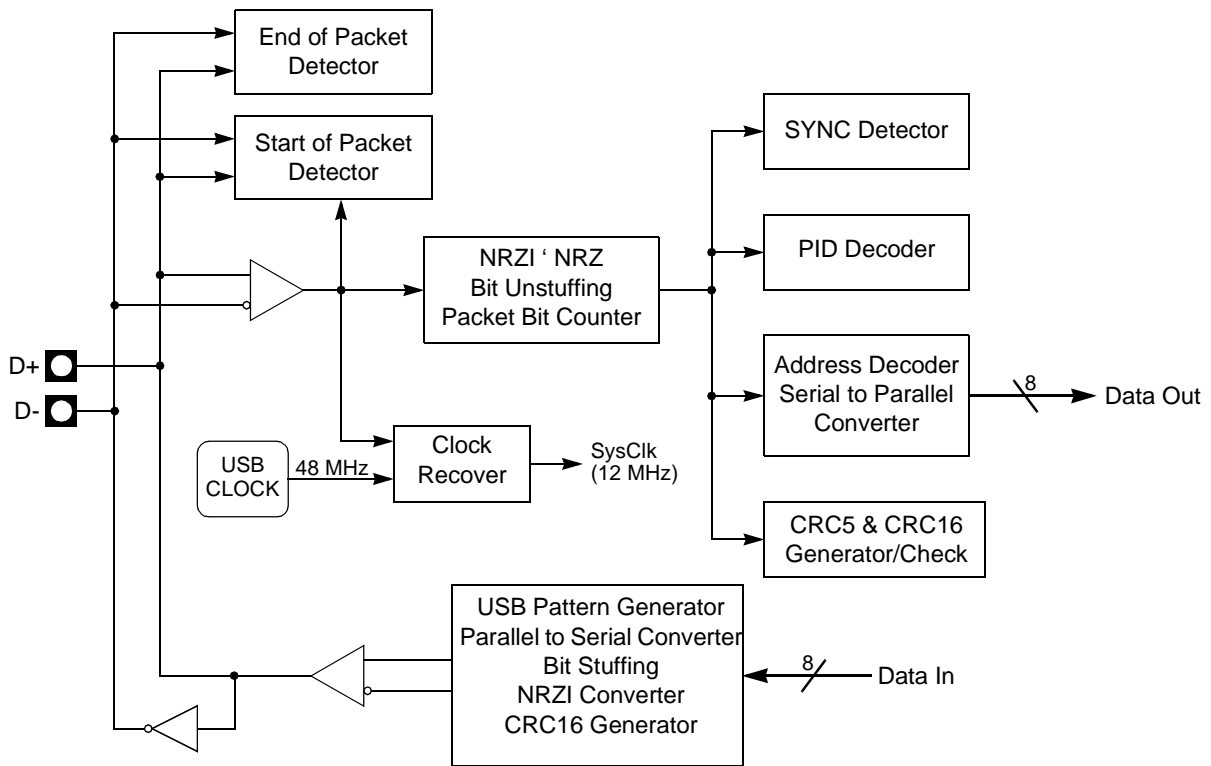 End of Packet
Detector
Start of Packet
Detector
SYNC Detector
PID Decoder
NRZI ‘ NRZ
Bit Unstuffing
Packet Bit Counter
D+
D-
Address Decoder
Serial to Parallel
Converter
8
Data Out
USB
CLOCK
48 MHz
Clock
Recover
SysClk
(12 MHz)
CRC5 & CRC16
Generator/Check
USB Pattern Generator
Parallel to Serial Converter
Bit Stuffing
NRZI Converter
CRC16 Generator
8
Data In